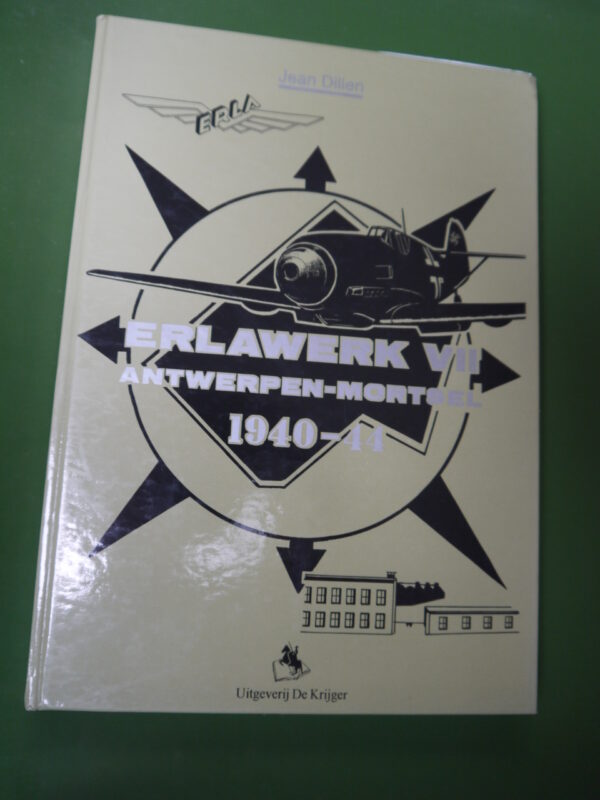 Jean Dillen
ERLA
ERLAWERK VII
ANTWERPEN-MORTSEL
1940-44
Uitgeverij De Krijger